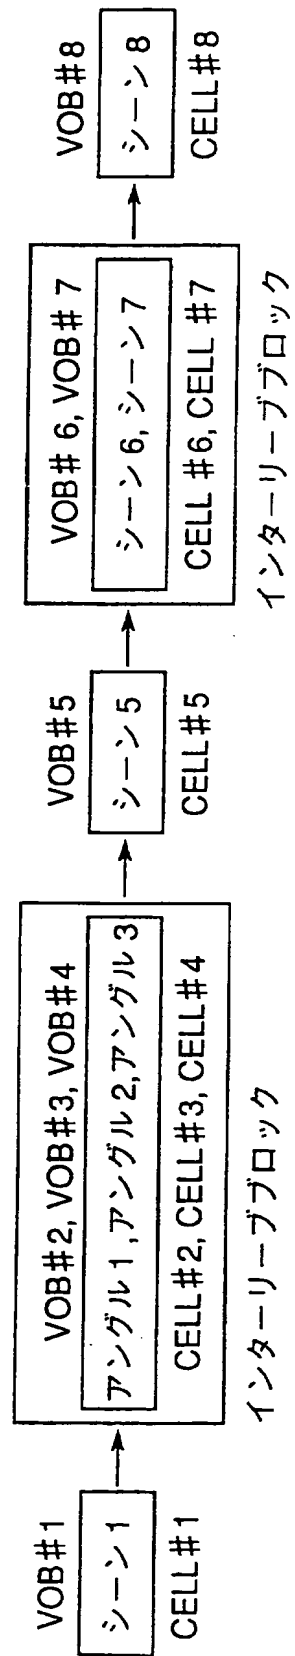 VOB#1
シーン1
CELL#1
VOB#2, VOB#3, VOB#4
アングル1,アングル2,アングル3
CELL#2, CELL#3, CELL#4
インターリーブブロック
VOB#5
シーン5
CELL#5
VOB# 6, VOB# 7
シーン6, シーン7
CELL #6, CELL #7
インターリーブブロック
VOB#8
シーン8
CELL#8